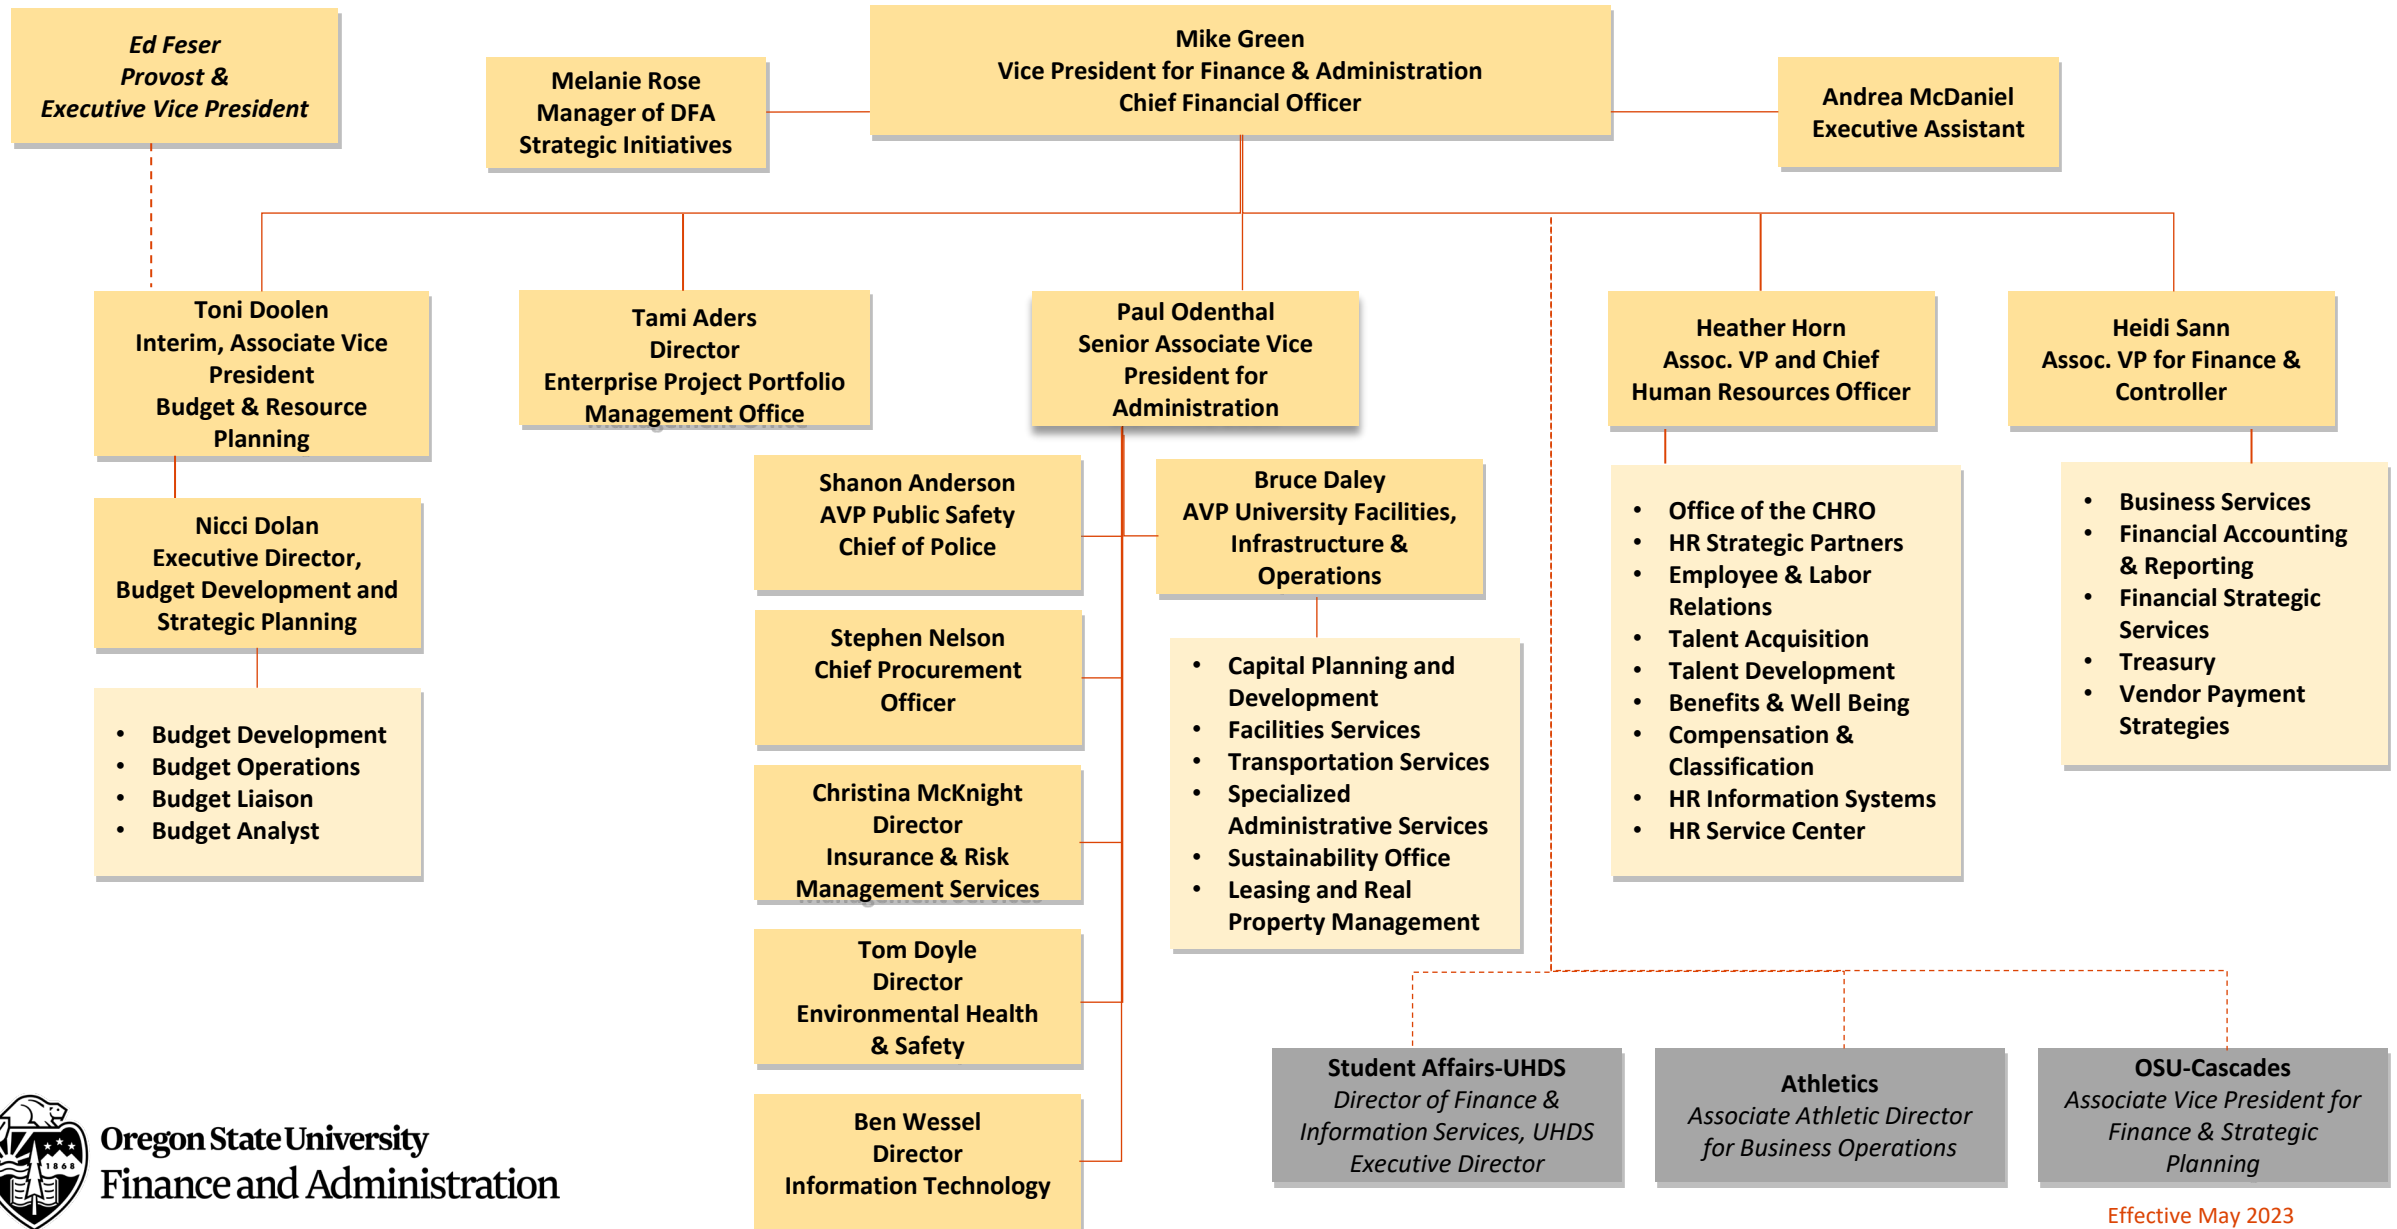 Ed Feser
Provost &
Executive Vice President
Melanie Rose
Manager of DFA
Strategic Initiatives
Mike Green
Vice President for Finance & Administration
Chief Financial Officer
Andrea McDaniel
Executive Assistant
Toni Doolen
Interim, Associate Vice
President
Budget & Resource
Planning
Nicci Dolan
Executive Director,
Budget Development and
Strategic Planning
• Budget Development
• Budget Operations
• Budget Liaison
• Budget Analyst
Tami Aders
Director
Enterprise Project Portfolio
Management Office
Paul Odenthal
Senior Associate Vice
President for
Administration
Shanon Anderson
AVP Public Safety
Chief of Police
Stephen Nelson
Chief Procurement
Officer
Christina McKnight
Director
Insurance & Risk
Management Services
Tom Doyle
Director
Environmental Health
& Safety
Ben Wessel
Director
Information Technology
Bruce Daley
AVP University Facilities,
Infrastructure &
Operations
• Capital Planning and
Development
• Facilities Services
• Transportation Services
• Specialized
Administrative Services
• Sustainability Office
• Leasing and Real
Property Management
Heather Horn
Assoc. VP and Chief
Human Resources Officer
• Office of the CHRO
• HR Strategic Partners
• Employee & Labor
Relations
• Talent Acquisition
• Talent Development
• Benefits & Well Being
• Compensation &
Classification
• HR Information Systems
• HR Service Center
Heidi Sann
Assoc. VP for Finance &
Controller
• Business Services
• Financial Accounting
& Reporting
• Financial Strategic
Services
• Treasury
• Vendor Payment
Strategies
Student Affairs-UHDS
Director of Finance &
Information Services, UHDS
Executive Director
Athletics
Associate Athletic Director
for Business Operations
OSU-Cascades
Associate Vice President for
Finance & Strategic
Planning
1868
Oregon State University
Finance and Administration
Effective May 2023